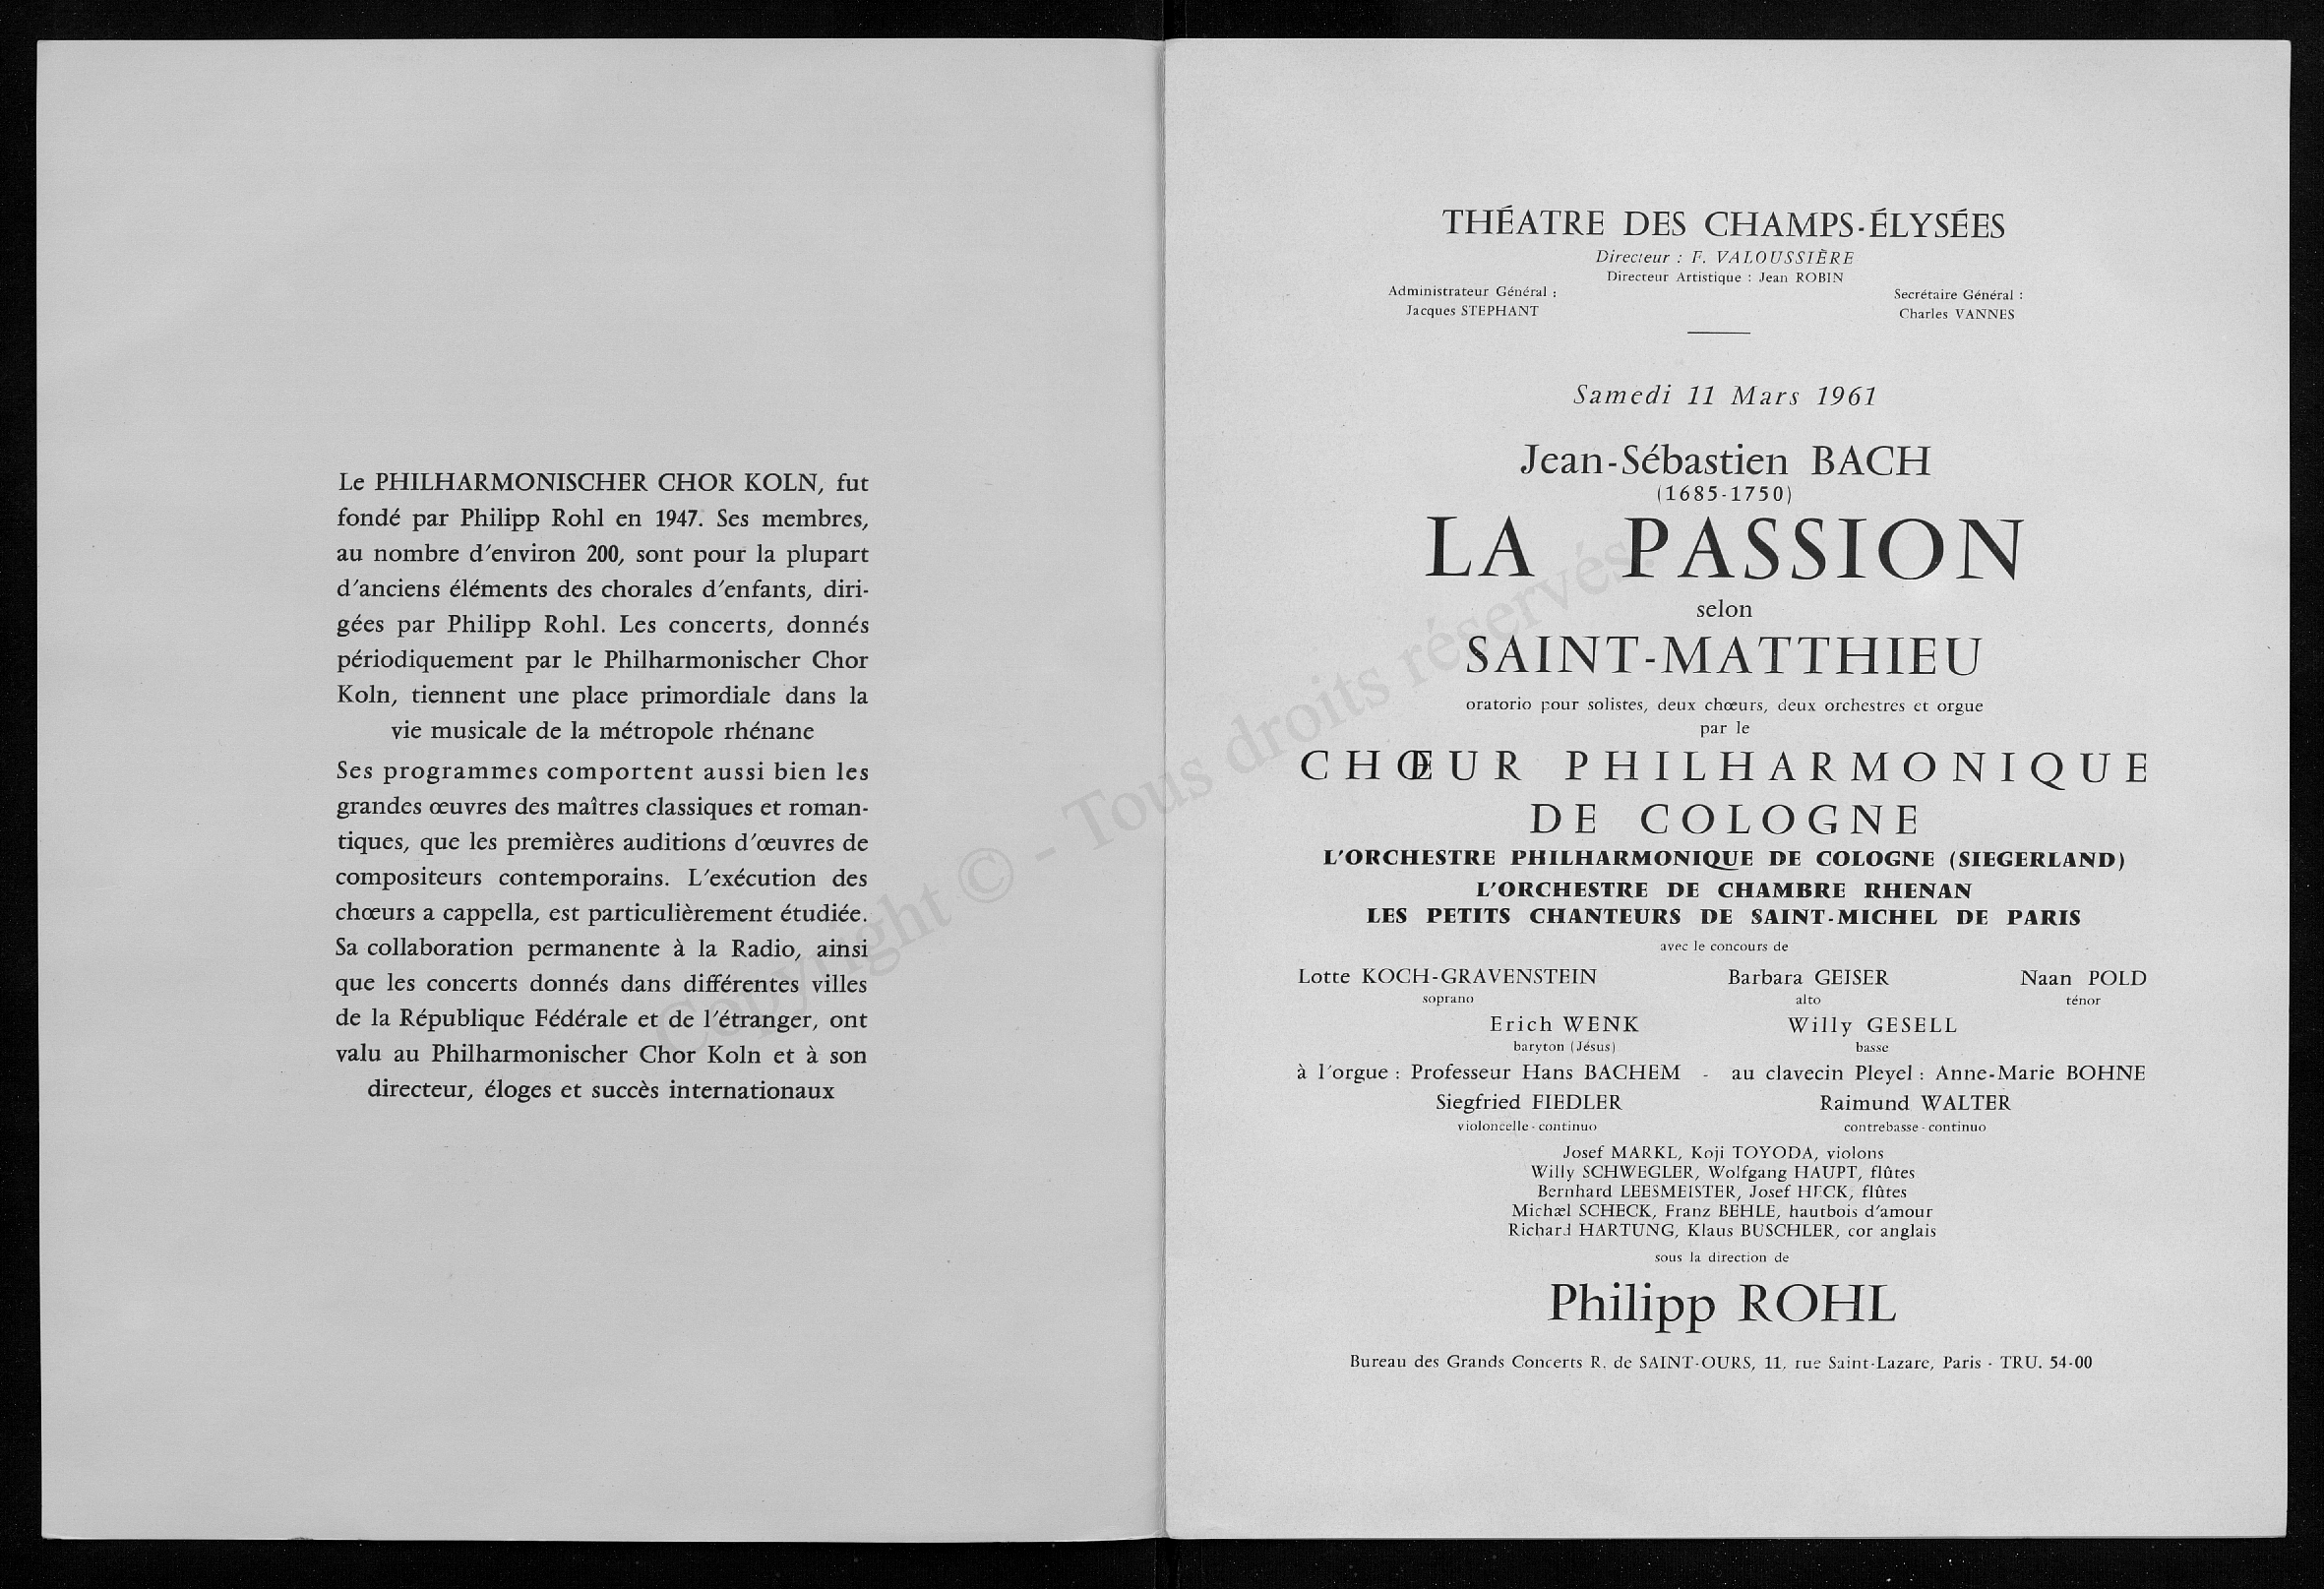 Le PHILHARMONISCHER CHOR KOLN, fut
fondé par Philipp Rohl en 1947. Ses membres,
au nombre d'environ 200, sont pour la plupart
d'anciens éléments des chorales d'enfants, diri-
gées par Philipp Rohl. Les concerts, donnés
périodiquement par le Philharmonischer Chor
Koln, tiennent une place primordiale dans la
vie musicale de la métropole rhénane
Ses programmes comportent aussi bien les
grandes œuvres des maîtres classiques et roman-
tiques, que les premières auditions d'œuvres de
compositeurs contemporains. L'exécution des
chœurs a cappella, est particulièrement étudiée.
Sa collaboration permanente à la Radio, ainsi
que les concerts donnés dans différentes villes
de la République Fédérale et de l'étranger, ont
valu au Philharmonischer Chor Koln et à son
directeur, éloges et succès internationaux
THÉATRE DES CHAMPS-ÉLYSÉES
Directeur : F. VALOUSSIÈRE
Directeur Artistique : Jean ROBIN
Administrateur Général :
Jacques STEPHANT
Secrétaire Général :
Charles VANNES
Samedi 11 Mars 1961
Jean-Sébastien BACH
(1685-1750)
LA PASSION
selon
SAINT-MATTHIEU
oratorio pour solistes, deux chœurs, deux orchestres et orgue
par le
CHŒUR PHILHARMONIQUE
DE COLOGNE
L'ORCHESTRE PHILHARMONIQUE DE COLOGNE (SIEGERLAND)
L'ORCHESTRE DE CHAMBRE RHENAN
LES PETITS CHANTEURS DE SAINT-MICHEL DE PARIS
avec le concours de
Lotte KOCH-GRAVENSTEIN Barbara GEISER Naan POLD
soprano alto ténor
Erich WENK Willy GESELL
baryton (Jésus) basse
à l'orgue : Professeur Hans BACHEM - au clavecin Pleyel : Anne-Marie BOHNE
Siegfried FIEDLER Raimund WALTER
violoncelle - continuo contrebasse - continuo
Josef MARKL, Koji TOYODA, violons
Willy SCHWEGLER, Wolfgang HAUPT, flûtes
Bernhard LEESMEISTER, Josef HECK, flûtes
Michæl SCHECK, Franz BEHLE, hautbois d'amour
Richard HARTUNG, Klaus BUSCHLER, cor anglais
sous la direction de
Philipp ROHL
Bureau des Grands Concerts R. de SAINT-OURS, 11, rue Saint-Lazare, Paris - TRU. 54-00
Copyright © - Tous droits réservés.